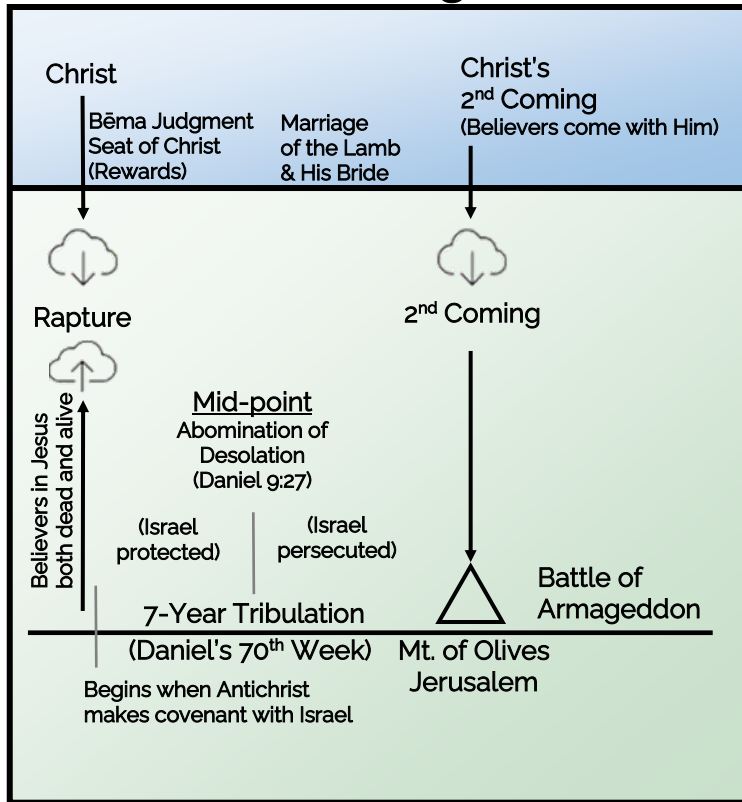 Christ
Bēma Judgment
Seat of Christ
(Rewards)
Marriage
of the Lamb
& His Bride
Christ's
2nd Coming
(Believers come with Him)
Rapture
2nd Coming
Believers in Jesus
both dead and alive
Mid-point
Abomination of
Desolation
(Daniel 9:27)
(Israel
protected)
(Israel
persecuted)
7-Year Tribulation
(Daniel's 70th Week)
Begins when Antichrist
makes covenant with Israel
Mt. of Olives
Jerusalem
Battle of
Armageddon